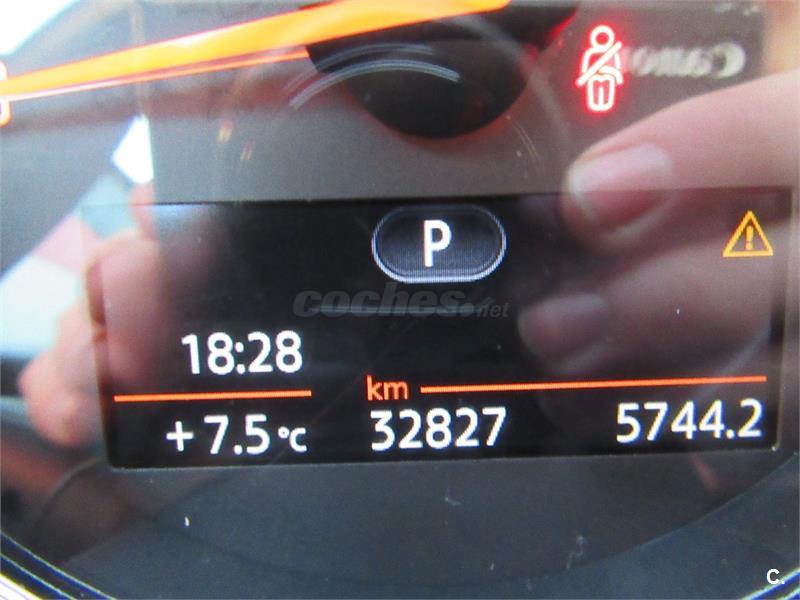 Canon
P
coches.net
18:28
km
+7.5°C 32827 5744.2
C.